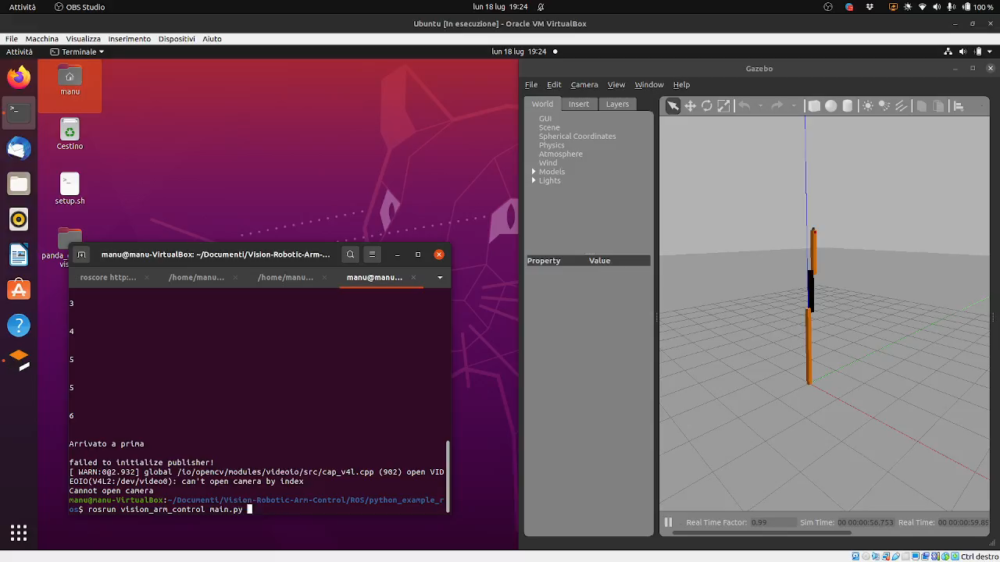 Attività
OBS Studio
lun 18 lug 19:24
100 %
Ubuntu [In esecuzione] - Oracle VM VirtualBox
File Macchina Visualizza Inserimento Dispositivi Aiuto
Attività
Terminale
lun 18 lug 19:24
manu
Cestino
setup.sh
panda_
vis
Gazebo
File Edit Camera View Window Help
World Insert Layers
GUI
Scene
Spherical Coordinates
Physics
Atmosphere
Wind
Models
Lights
Property Value
manu@manu-VirtualBox: ~/Documenti/Vision-Robotic-Arm-...
roscore http:... /home/manu... /home/manu... manu@manu...
3
4
5
5
6
Arrivato a prima
failed to initialize publisher!
[ WARN:0@2.932] global /io/opencv/modules/videoio/src/cap_v4l.cpp (902) open VID
EOIO(V4L2:/dev/video0): can't open camera by index
Cannot open camera
manu@manu-VirtualBox:~/Documenti/Vision-Robotic-Arm-Control/ROS/python_example_r
os$ rosrun vision_arm_control main.py
Real Time Factor: 0.99 Sim Time: 00 00:00:56.753 Real Time: 00 00:00:59.85
Ctrl destro